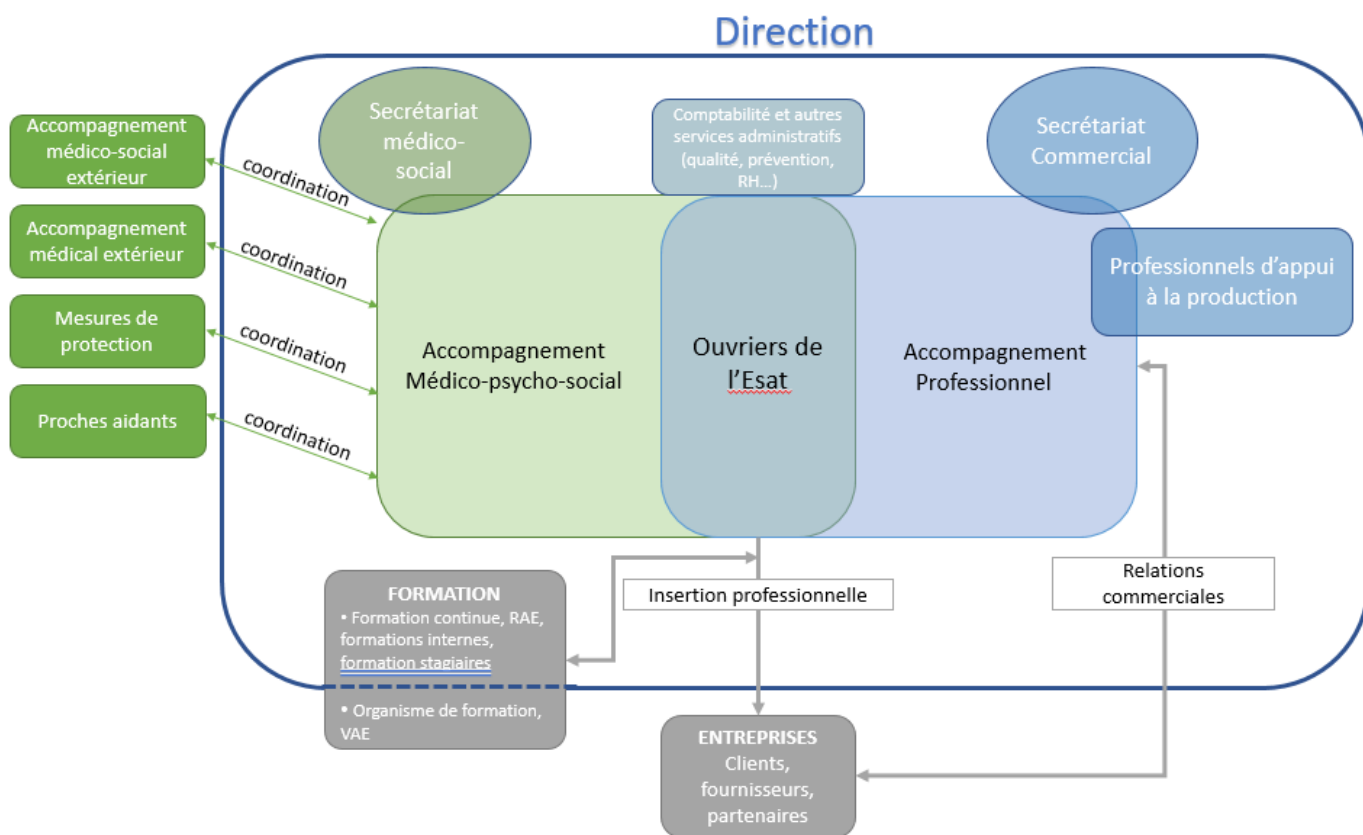 Direction
Secrétariat
médico-
social
Comptabilité et autres
services administratifs
(qualité, prévention,
RH...)
Secrétariat
Commercial
Accompagnement
médico-social
extérieur
coordination
Accompagnement
médical extérieur
coordination
Mesures de
protection
coordination
Proches aidants
coordination
Accompagnement
Médico-psycho-social
Ouvriers de
l'Esat
Accompagnement
Professionnel
Professionnels d'appui
à la production
FORMATION
• Formation continue, RAE,
formations internes,
formation stagiaires
• Organisme de formation,
VAE
Insertion professionnelle
Relations
commerciales
ENTREPRISES
Clients,
fournisseurs,
partenaires